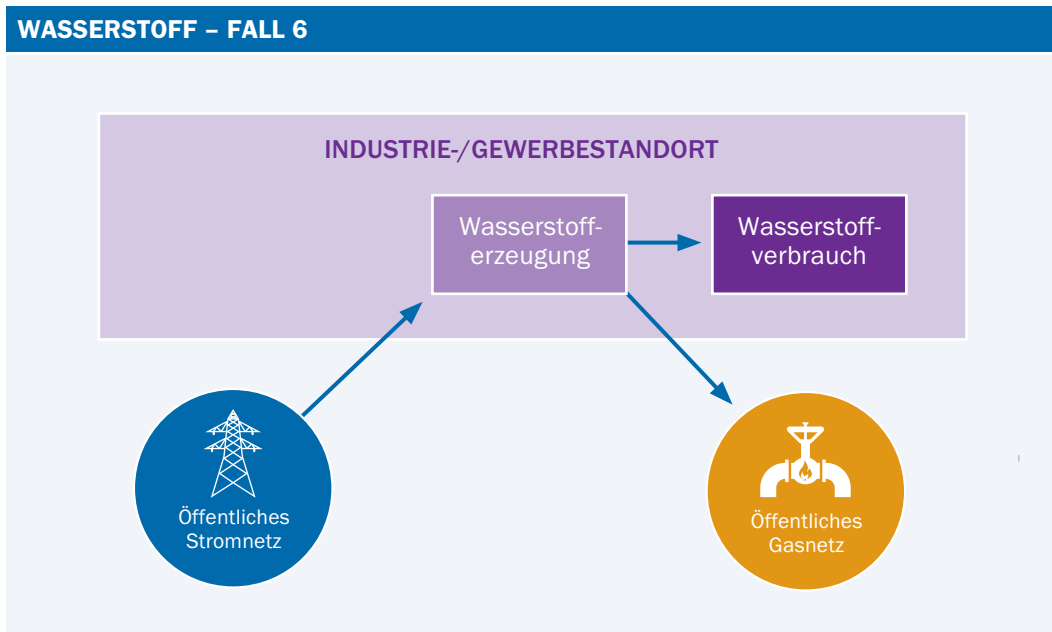 WASSERSTOFF – FALL 6
INDUSTRIE-/GEWERBESTANDORT
Wasserstoff-
erzeugung
Wasserstoff-
verbrauch
Öffentliches
Stromnetz
Öffentliches
Gasnetz